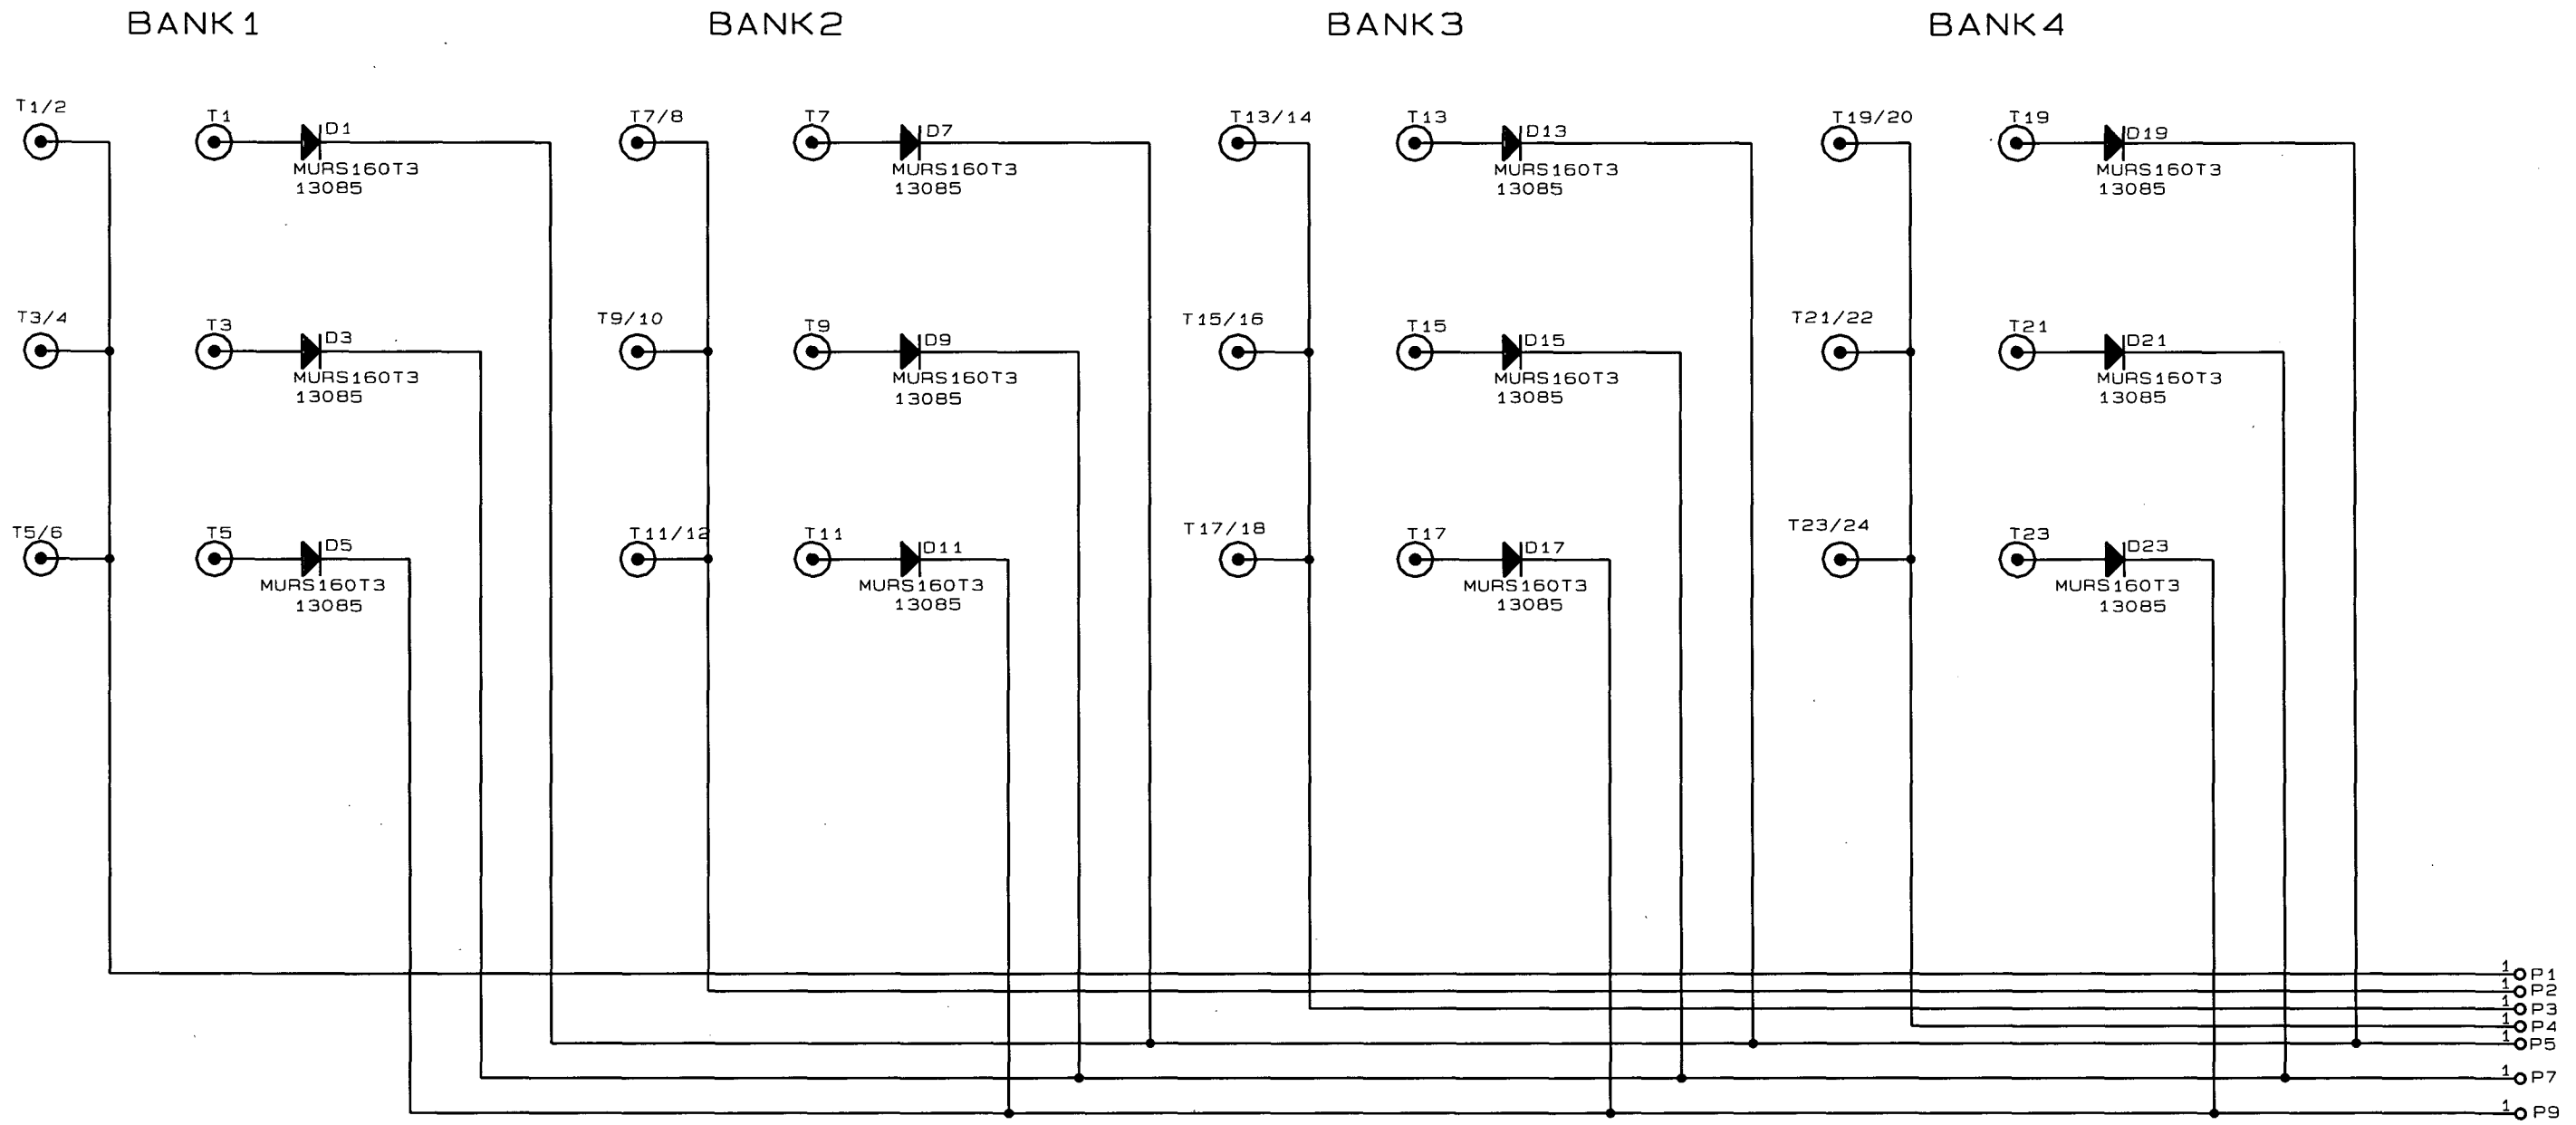 BANK1 BANK2 BANK3 BANK4
T1/2 T1 D1 T7/8 T7 D7 T13/14 T13 D13 T19/20 T19 D19
MURS160T3 MURS160T3 MURS160T3 MURS160T3
13085 13085 13085 13085
T3/4 T3 D3 T9/10 T9 D9 T15/16 T15 D15 T21/22 T21 D21
MURS160T3 MURS160T3 MURS160T3 MURS160T3
13085 13085 13085 13085
T5/6 T5 D5 T11/12 T11 D11 T17/18 T17 D17 T23/24 T23 D23
MURS160T3 MURS160T3 MURS160T3 MURS160T3
13085 13085 13085 13085
1 P1
1 P2
1 P3
1 P4
1 P5
1 P7
1 P9